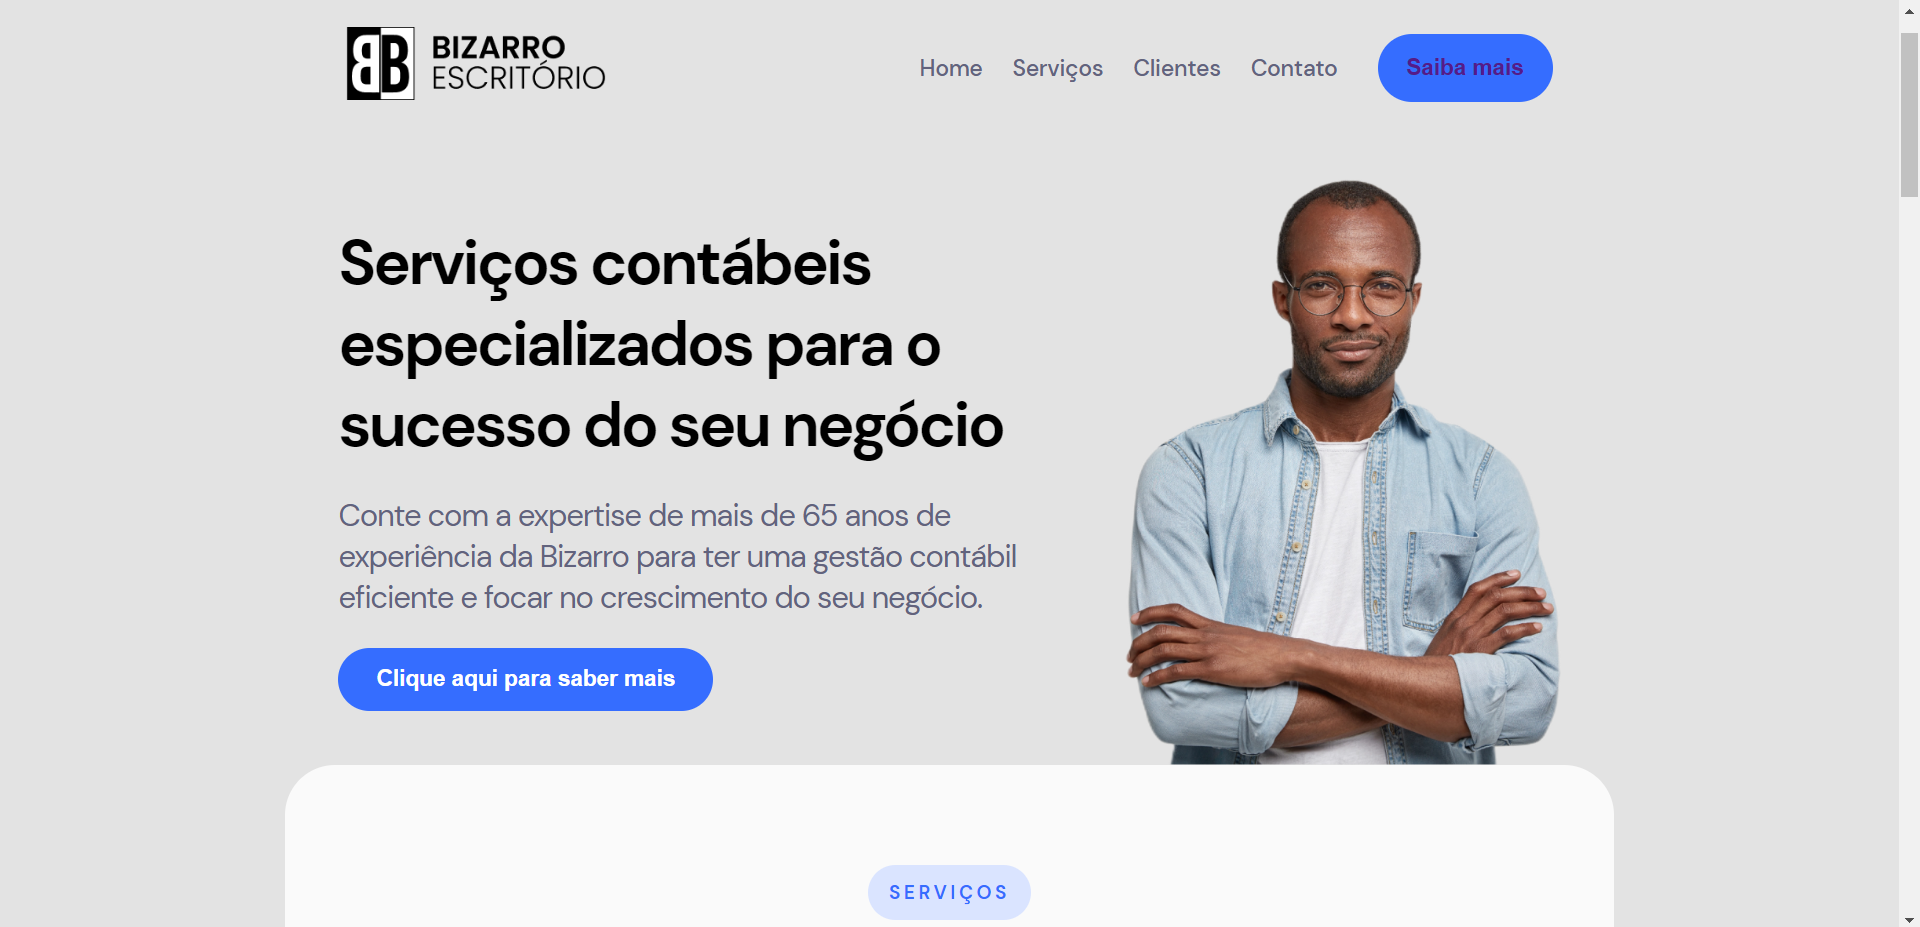 BB
BIZARRO
ESCRITÓRIO
Home Serviços Clientes Contato Saiba mais
Serviços contábeis
especializados para o
sucesso do seu negócio
Conte com a expertise de mais de 65 anos de
experiência da Bizarro para ter uma gestão contábil
eficiente e focar no crescimento do seu negócio.
Clique aqui para saber mais
SERVIÇOS